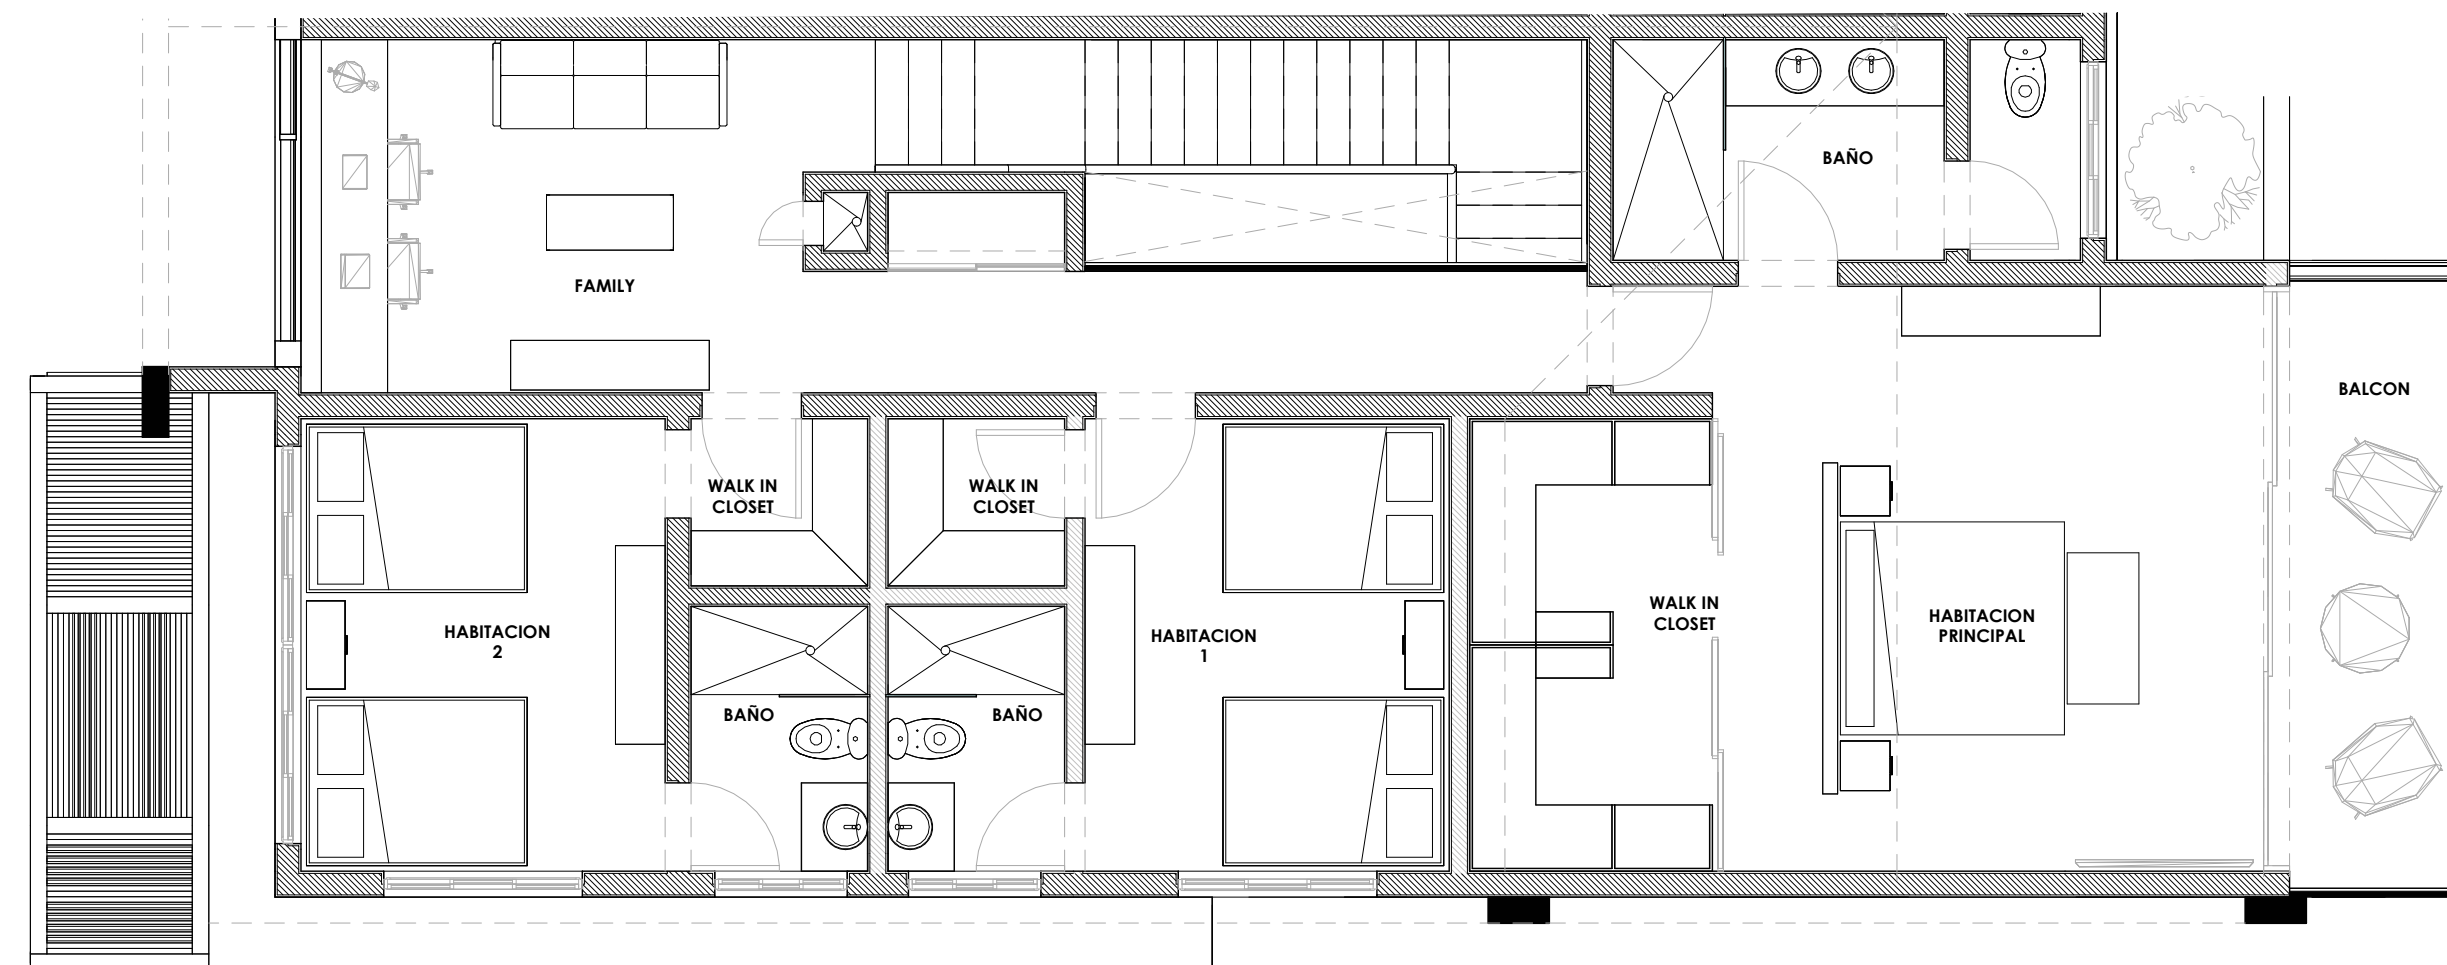 BAÑO
FAMILY
BALCON
WALK IN
CLOSET
WALK IN
CLOSET
HABITACION
2
HABITACION
1
WALK IN
CLOSET
HABITACION
PRINCIPAL
BAÑO
BAÑO